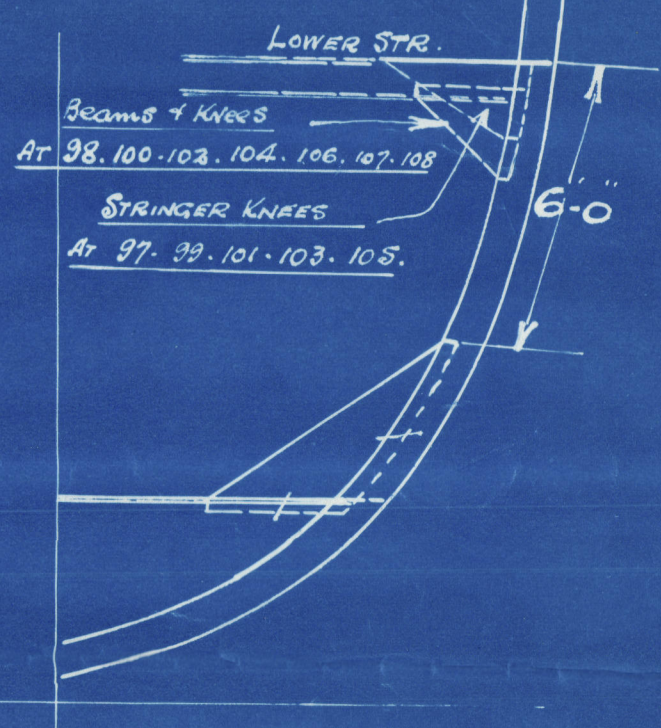 LOWER STR.
Beams & Knees
AT 98.100.102.104.106.107.108
STRINGER KNEES
AT 97.99.101.103.105.
6'-0"